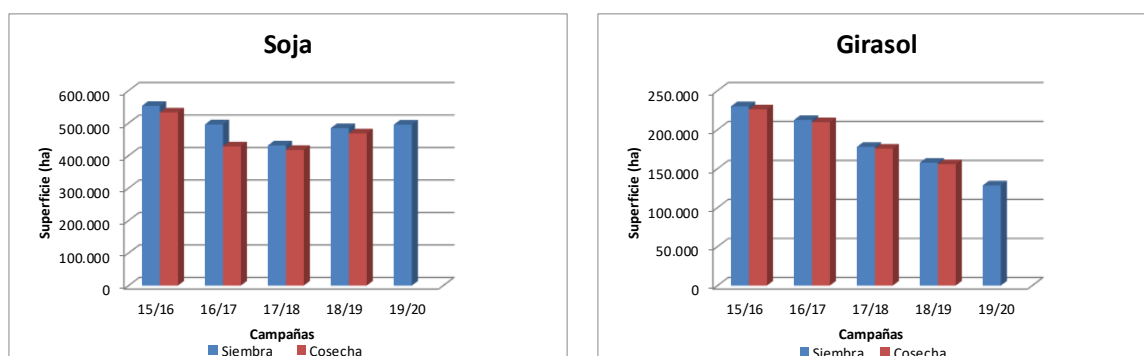 Soja
Superficie (ha)
600.000
500.000
400.000
300.000
200.000
100.000
0
15/16 16/17 17/18 18/19 19/20
Campañas
Siembra Cosecha
Girasol
Superficie (ha)
250.000
200.000
150.000
100.000
50.000
0
15/16 16/17 17/18 18/19 19/20
Campañas
Siembra Cosecha